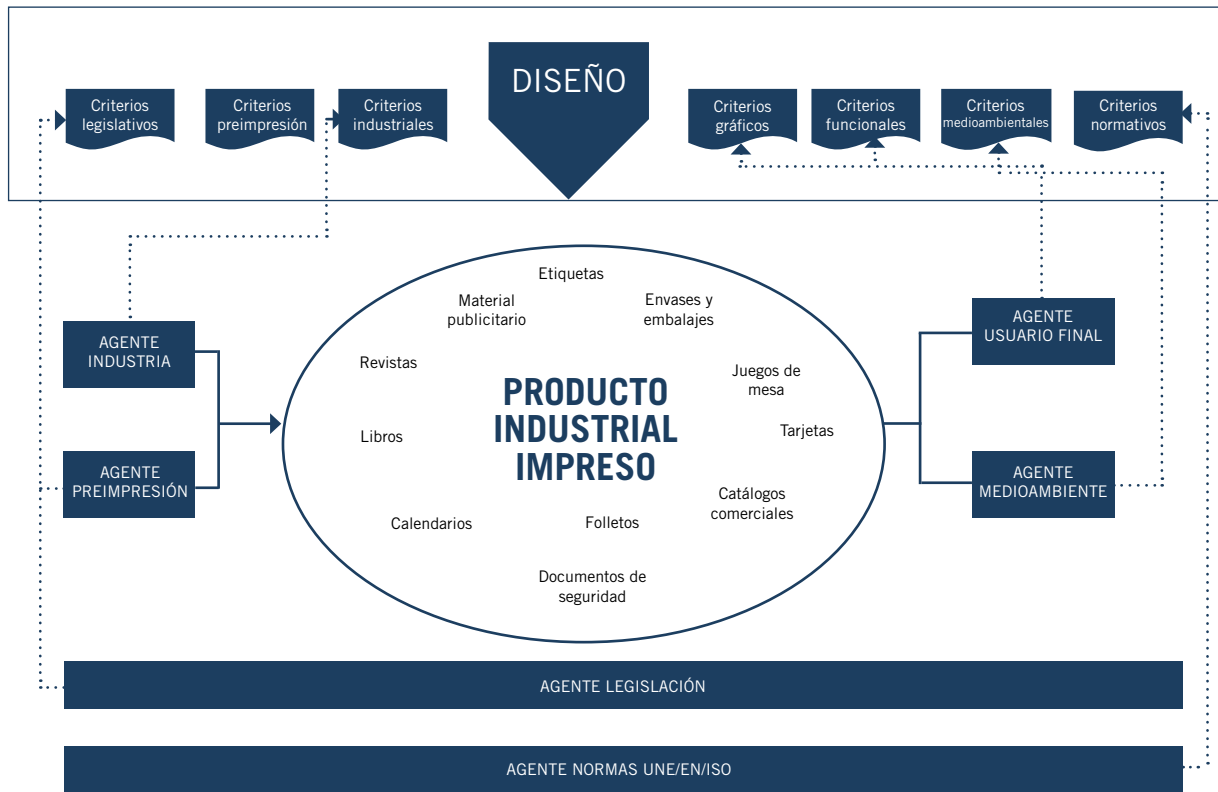 DISEÑO
Criterios
legislativos
Criterios
preimpresión
Criterios
industriales
Criterios
gráficos
Criterios
funcionales
Criterios
medioambientales
Criterios
normativos
AGENTE
INDUSTRIA
AGENTE
PREIMPRESIÓN
Etiquetas
Material
publicitario
Envases y
embalajes
Revistas
Juegos de
mesa
PRODUCTO
INDUSTRIAL
IMPRESO
Libros
Tarjetas
Catálogos
comerciales
Calendarios
Folletos
Documentos de
seguridad
AGENTE
USUARIO FINAL
AGENTE
MEDIOAMBIENTE
AGENTE LEGISLACIÓN
AGENTE NORMAS UNE/EN/ISO